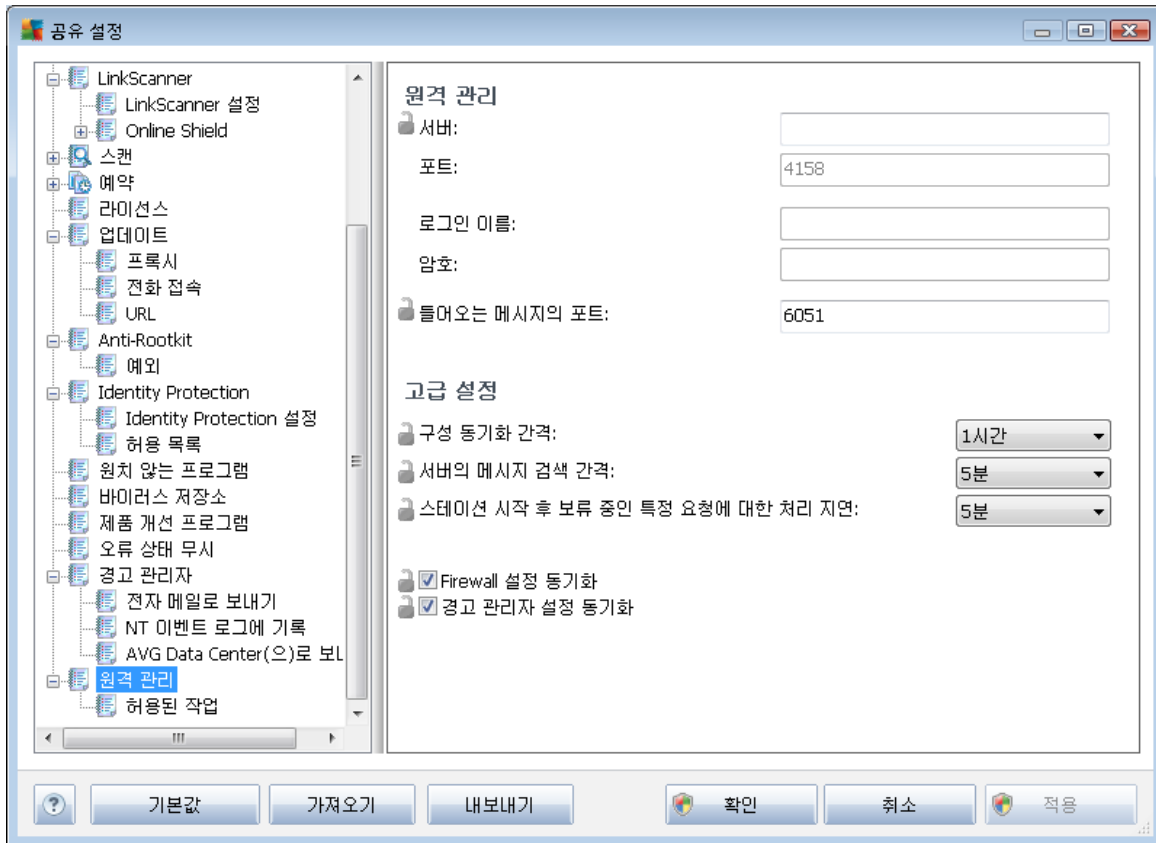 공유 설정
LinkScanner
LinkScanner 설정
Online Shield
스캔
예약
라이선스
업데이트
프록시
전화 접속
URL
Anti-Rootkit
예외
Identity Protection
Identity Protection 설정
허용 목록
원치 않는 프로그램
바이러스 저장소
제품 개선 프로그램
오류 상태 무시
경고 관리자
전자 메일로 보내기
NT 이벤트 로그에 기록
AVG Data Center(으)로 보L
원격 관리
허용된 작업
원격 관리
서버:
포트:
4158
로그인 이름:
암호:
들어오는 메시지의 포트:
6051
고급 설정
구성 동기화 간격:
1시간
서버의 메시지 검색 간격:
5분
스테이션 시작 후 보류 중인 특정 요청에 대한 처리 지연:
5분
Firewall 설정 동기화
경고 관리자 설정 동기화
?
기본값
가져오기
내보내기
확인
취소
적용